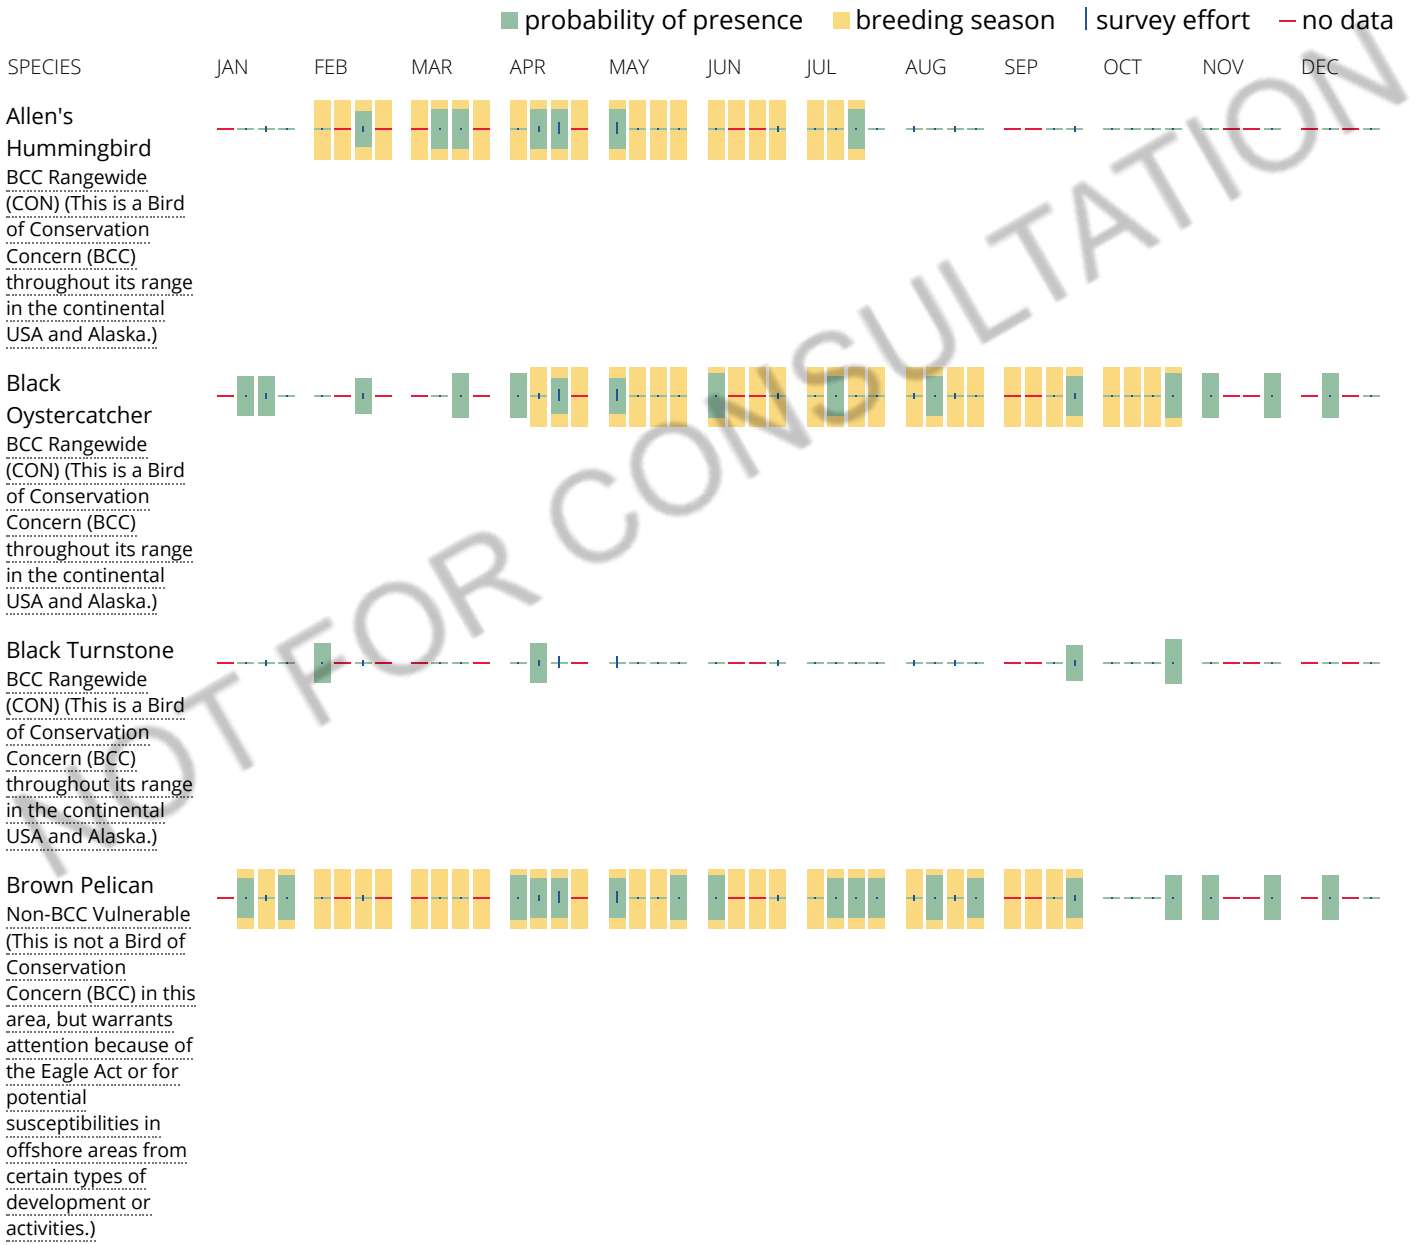 probability of presence breeding season survey effort no data
SPECIES JAN FEB MAR APR MAY JUN JUL AUG SEP OCT NOV DEC
Allen's
Hummingbird
BCC Rangewide
(CON) (This is a Bird
of Conservation
Concern (BCC)
throughout its range
in the continental
USA and Alaska.)
Black
Oystercatcher
BCC Rangewide
(CON) (This is a Bird
of Conservation
Concern (BCC)
throughout its range
in the continental
USA and Alaska.)
Black Turnstone
BCC Rangewide
(CON) (This is a Bird
of Conservation
Concern (BCC)
throughout its range
in the continental
USA and Alaska.)
Brown Pelican
Non-BCC Vulnerable
(This is not a Bird of
Conservation
Concern (BCC) in this
area, but warrants
attention because of
the Eagle Act or for
potential
susceptibilities in
offshore areas from
certain types of
development or
activities.)
NOT FOR CONSULTATION